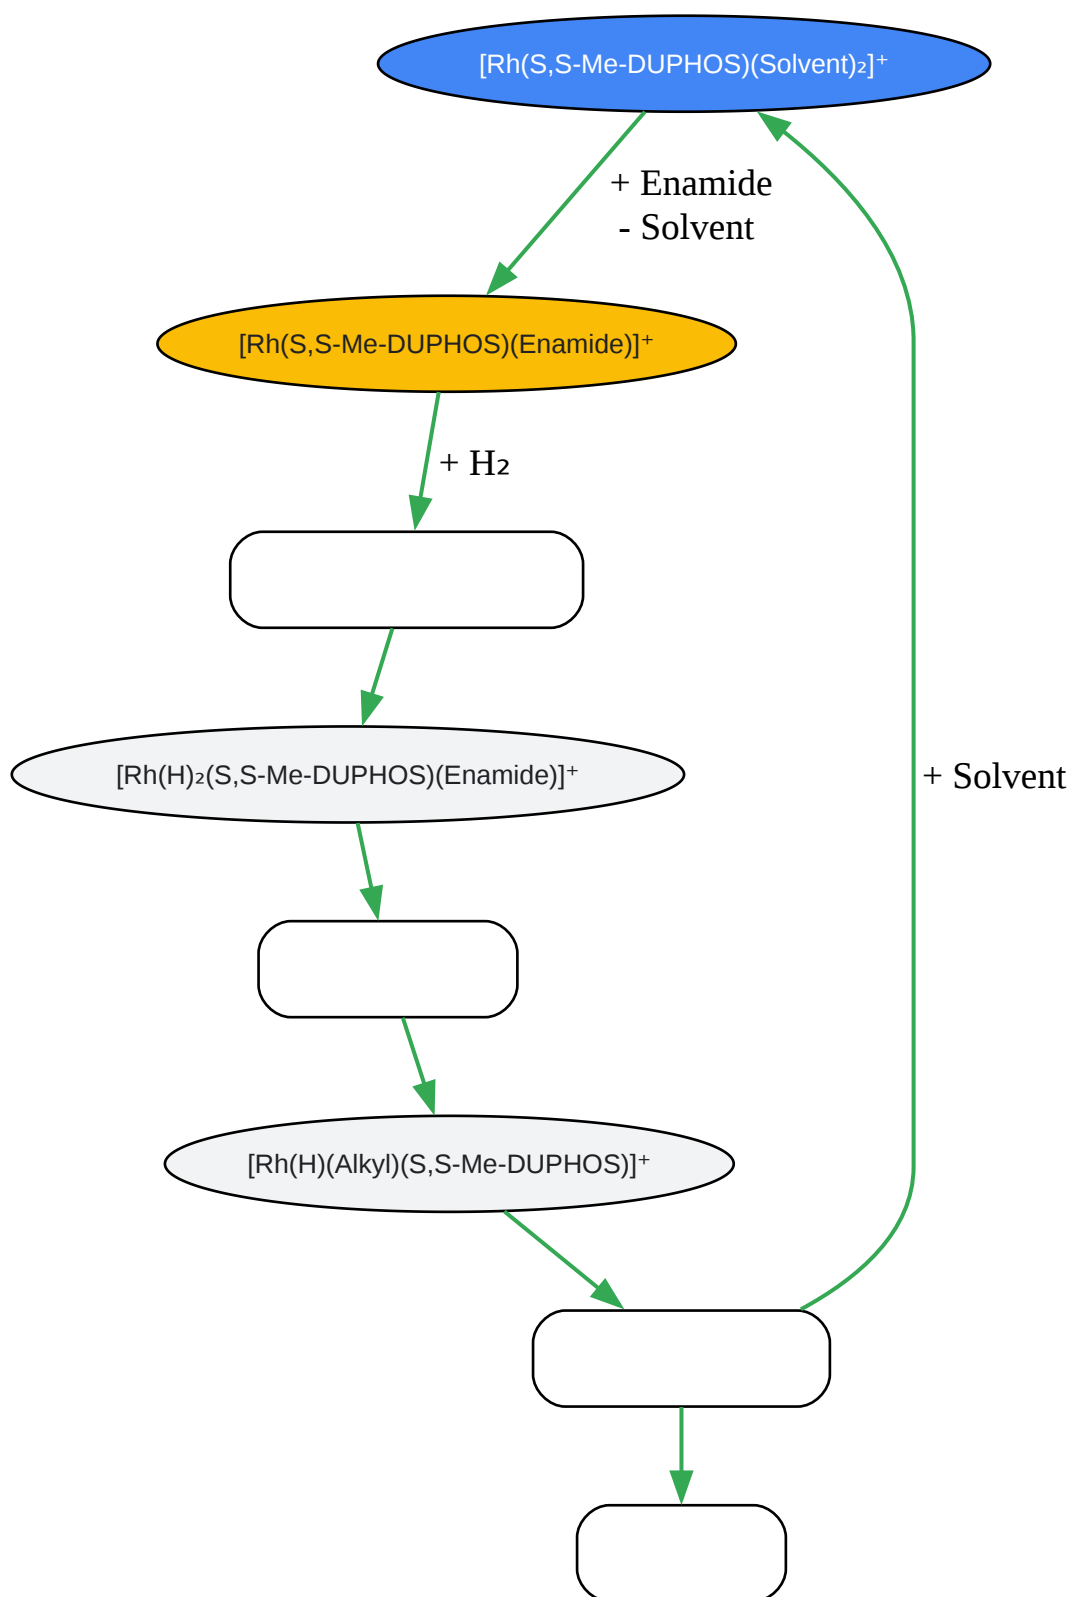 [Rh(S,S-Me-DUPHOS)(Solvent)₂]⁺
+ Enamide
- Solvent
[Rh(S,S-Me-DUPHOS)(Enamide)]⁺
+ H₂
[Rh(H)₂(S,S-Me-DUPHOS)(Enamide)]⁺
+ Solvent
[Rh(H)(Alkyl)(S,S-Me-DUPHOS)]⁺